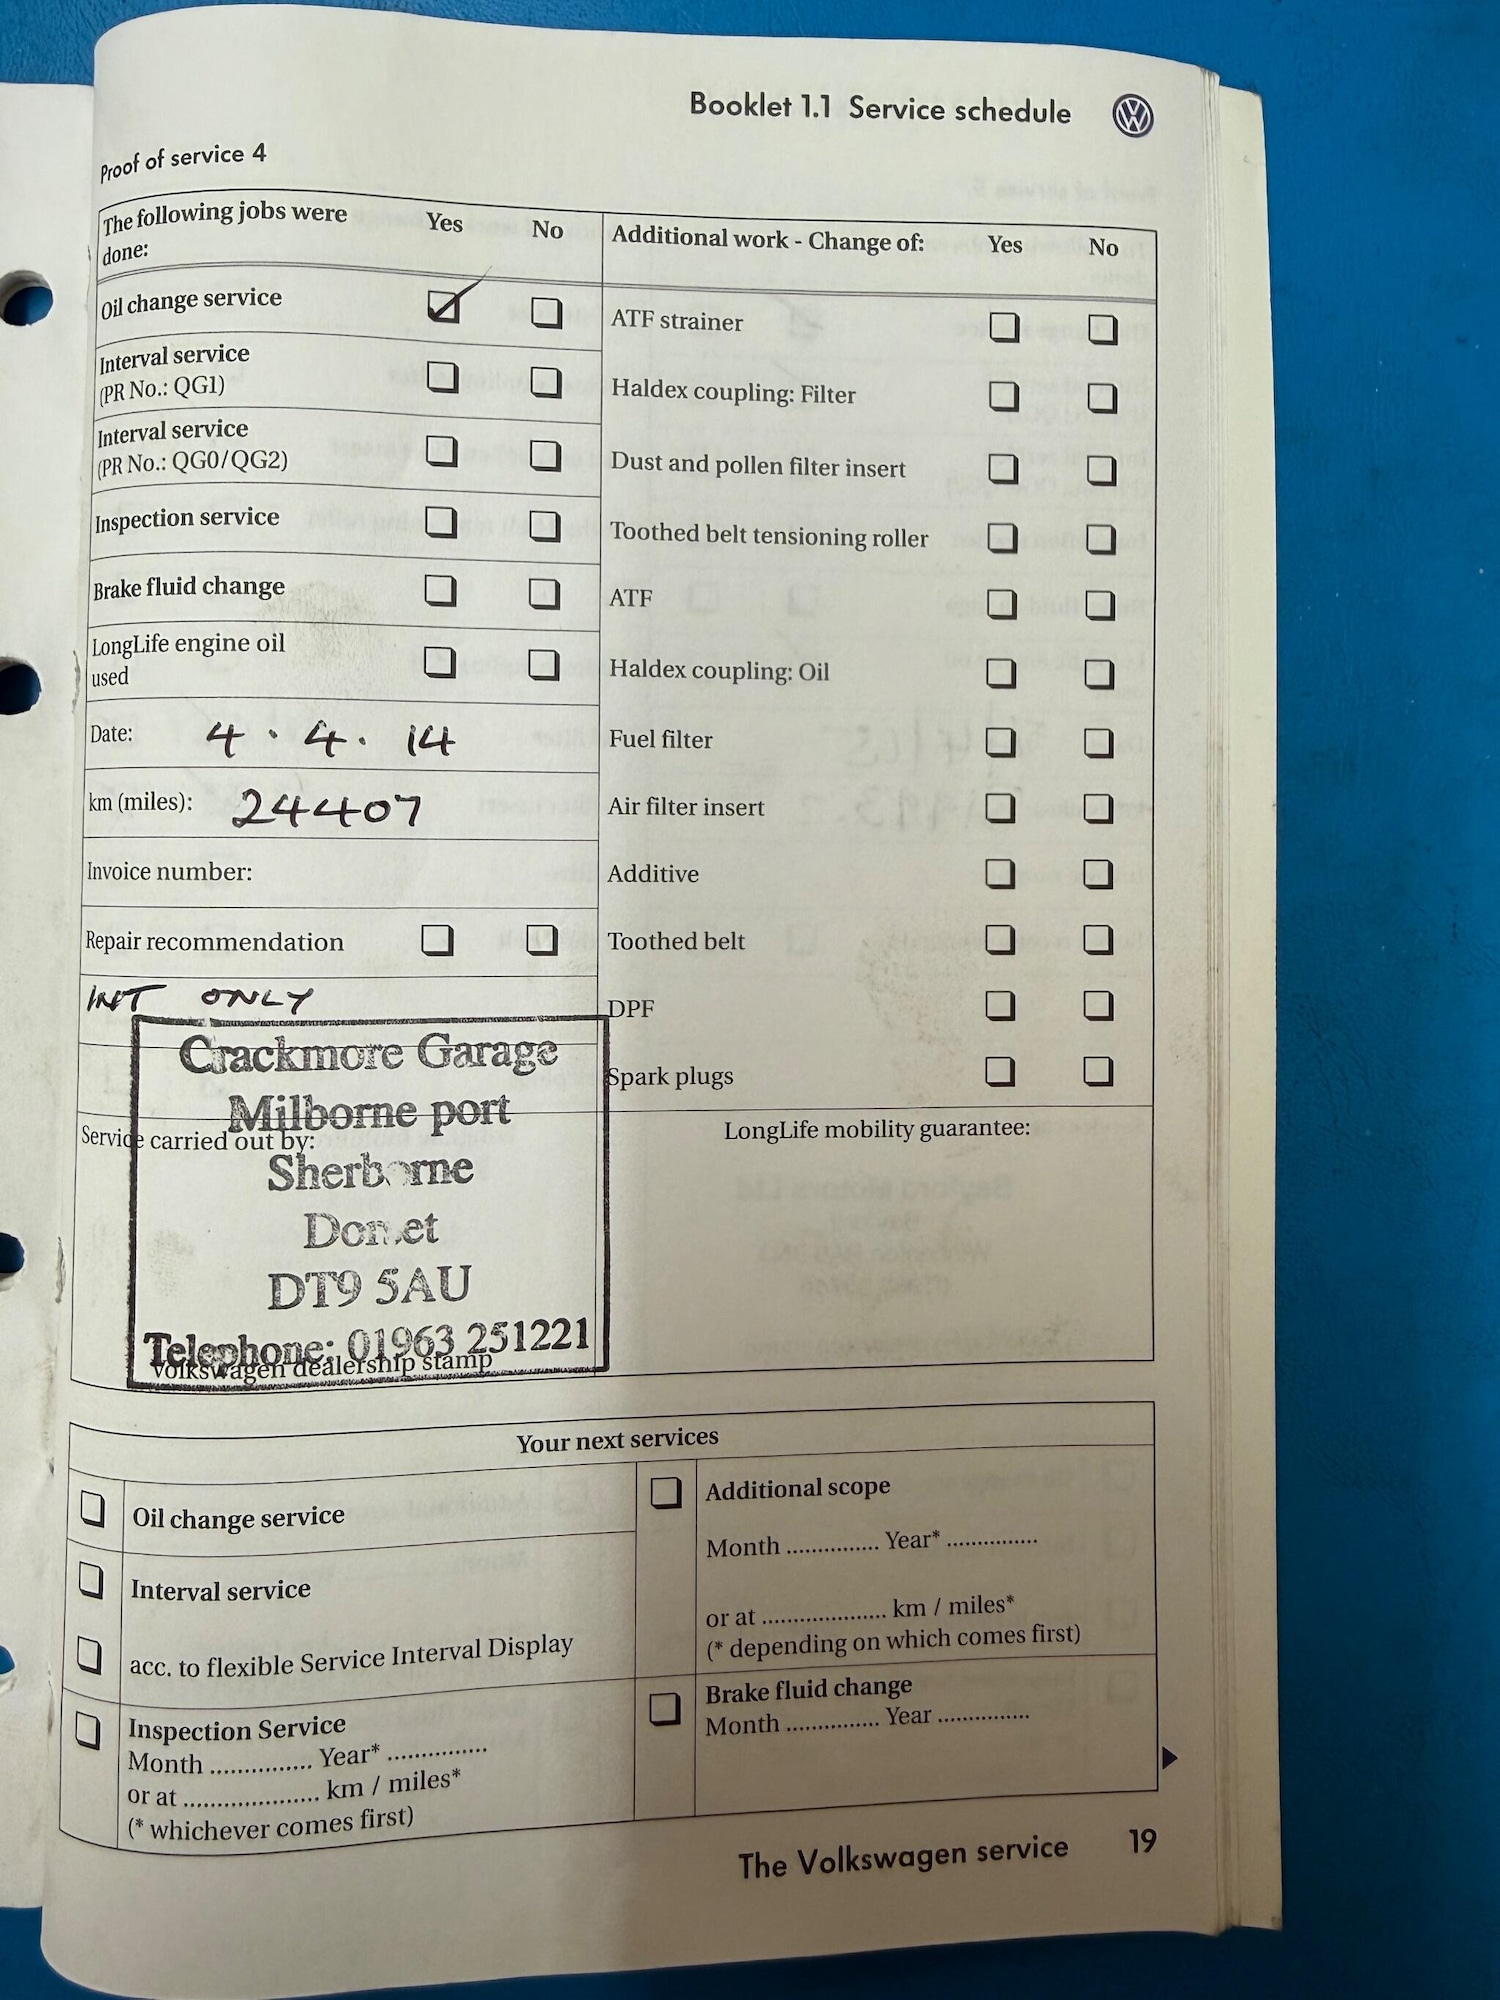 Booklet 1.1 Service schedule
Proof of service 4
The following jobs were done: Yes No
Additional work - Change of: Yes No
Oil change service
ATF strainer
Interval service
(PR No.: QG1)
Haldex coupling: Filter
Interval service
(PR No.: QG0/QG2)
Dust and pollen filter insert
Inspection service
Toothed belt tensioning roller
Brake fluid change
ATF
LongLife engine oil
used
Haldex coupling: Oil
Date: 4 . 4 . 14
Fuel filter
km (miles): 24407
Air filter insert
Invoice number:
Additive
Repair recommendation
Toothed belt
ONLY
DPF
Crackmore Garage
Milborne port
Spark plugs
Service carried out by:
LongLife mobility guarantee:
Sherborne
Dorset
DT9 5AU
Telephone: 01963 251221
Volkswagen dealership stamp
Your next services
Oil change service
Interval service
acc. to flexible Service Interval Display
Inspection Service
Month ............... Year* ...............
or at .................... km / miles*
(* whichever comes first)
Additional scope
Month ............... Year* ...............
or at .................... km / miles*
(* depending on which comes first)
Brake fluid change
Month ............... Year ...............
The Volkswagen service 19